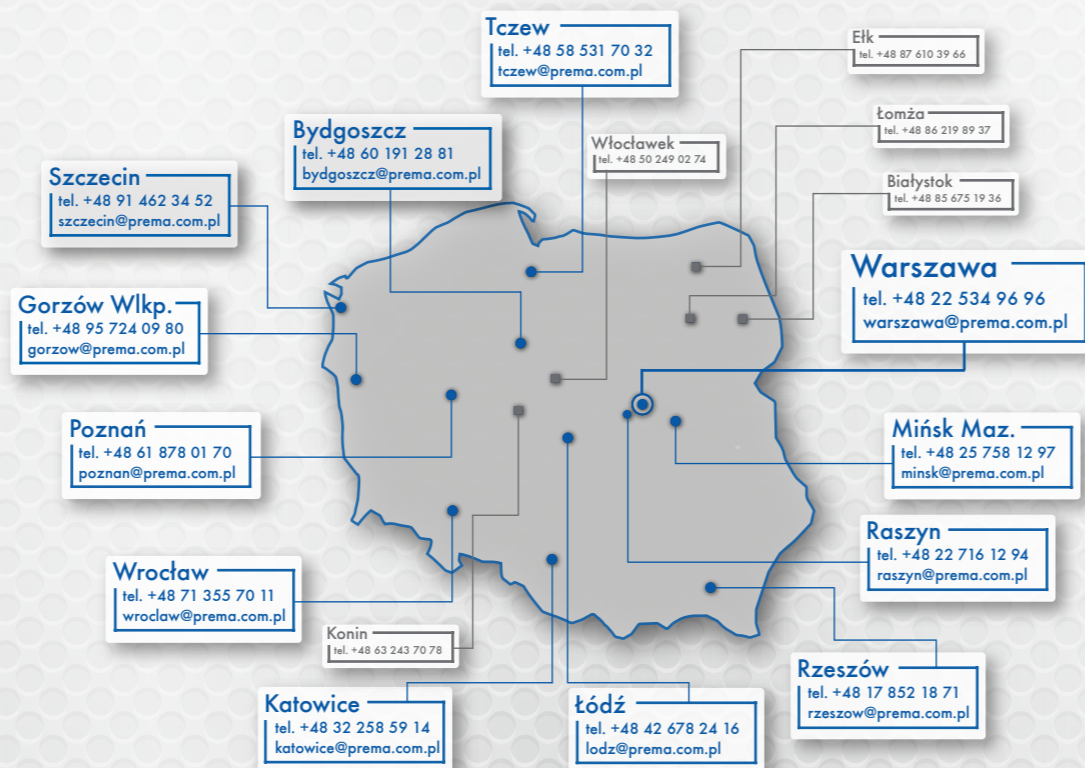 Tczew
tel. +48 58 531 70 32
tczew@prema.com.pl
Ełk
tel. +48 87 610 39 66
Łomża
tel. +48 86 219 89 37
Bydgoszcz
tel. +48 60 191 28 81
bydgoszcz@prema.com.pl
Włocławek
tel. +48 50 249 02 74
Szczecin
tel. +48 91 462 34 52
szczecin@prema.com.pl
Białystok
tel. +48 85 675 19 36
Warszawa
tel. +48 22 534 96 96
warszawa@prema.com.pl
Gorzów Wlkp.
tel. +48 95 724 09 80
gorzow@prema.com.pl
Poznań
tel. +48 61 878 01 70
poznan@prema.com.pl
Mińsk Maz.
tel. +48 25 758 12 97
minsk@prema.com.pl
Raszyn
tel. +48 22 716 12 94
raszyn@prema.com.pl
Wrocław
tel. +48 71 355 70 11
wroclaw@prema.com.pl
Konin
tel. +48 63 243 70 78
Rzeszów
tel. +48 17 852 18 71
rzeszow@prema.com.pl
Katowice
tel. +48 32 258 59 14
katowice@prema.com.pl
Łódź
tel. +48 42 678 24 16
lodz@prema.com.pl